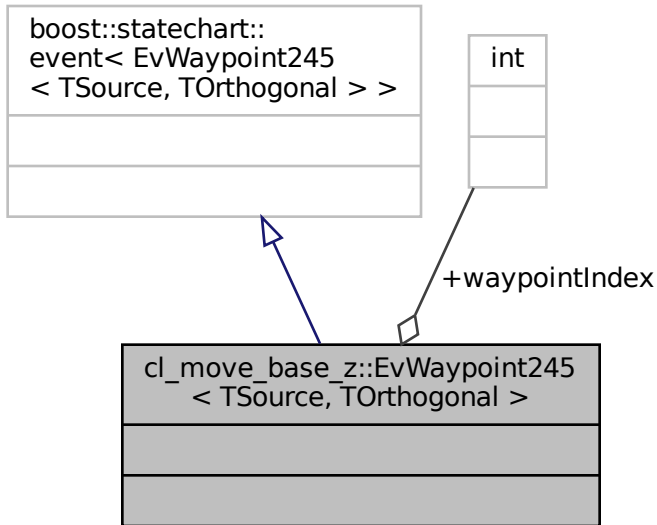 boost::statechart::
event< EvWaypoint245
< TSource, TOrthogonal > >
int
+waypointIndex
cl_move_base_z::EvWaypoint245
< TSource, TOrthogonal >